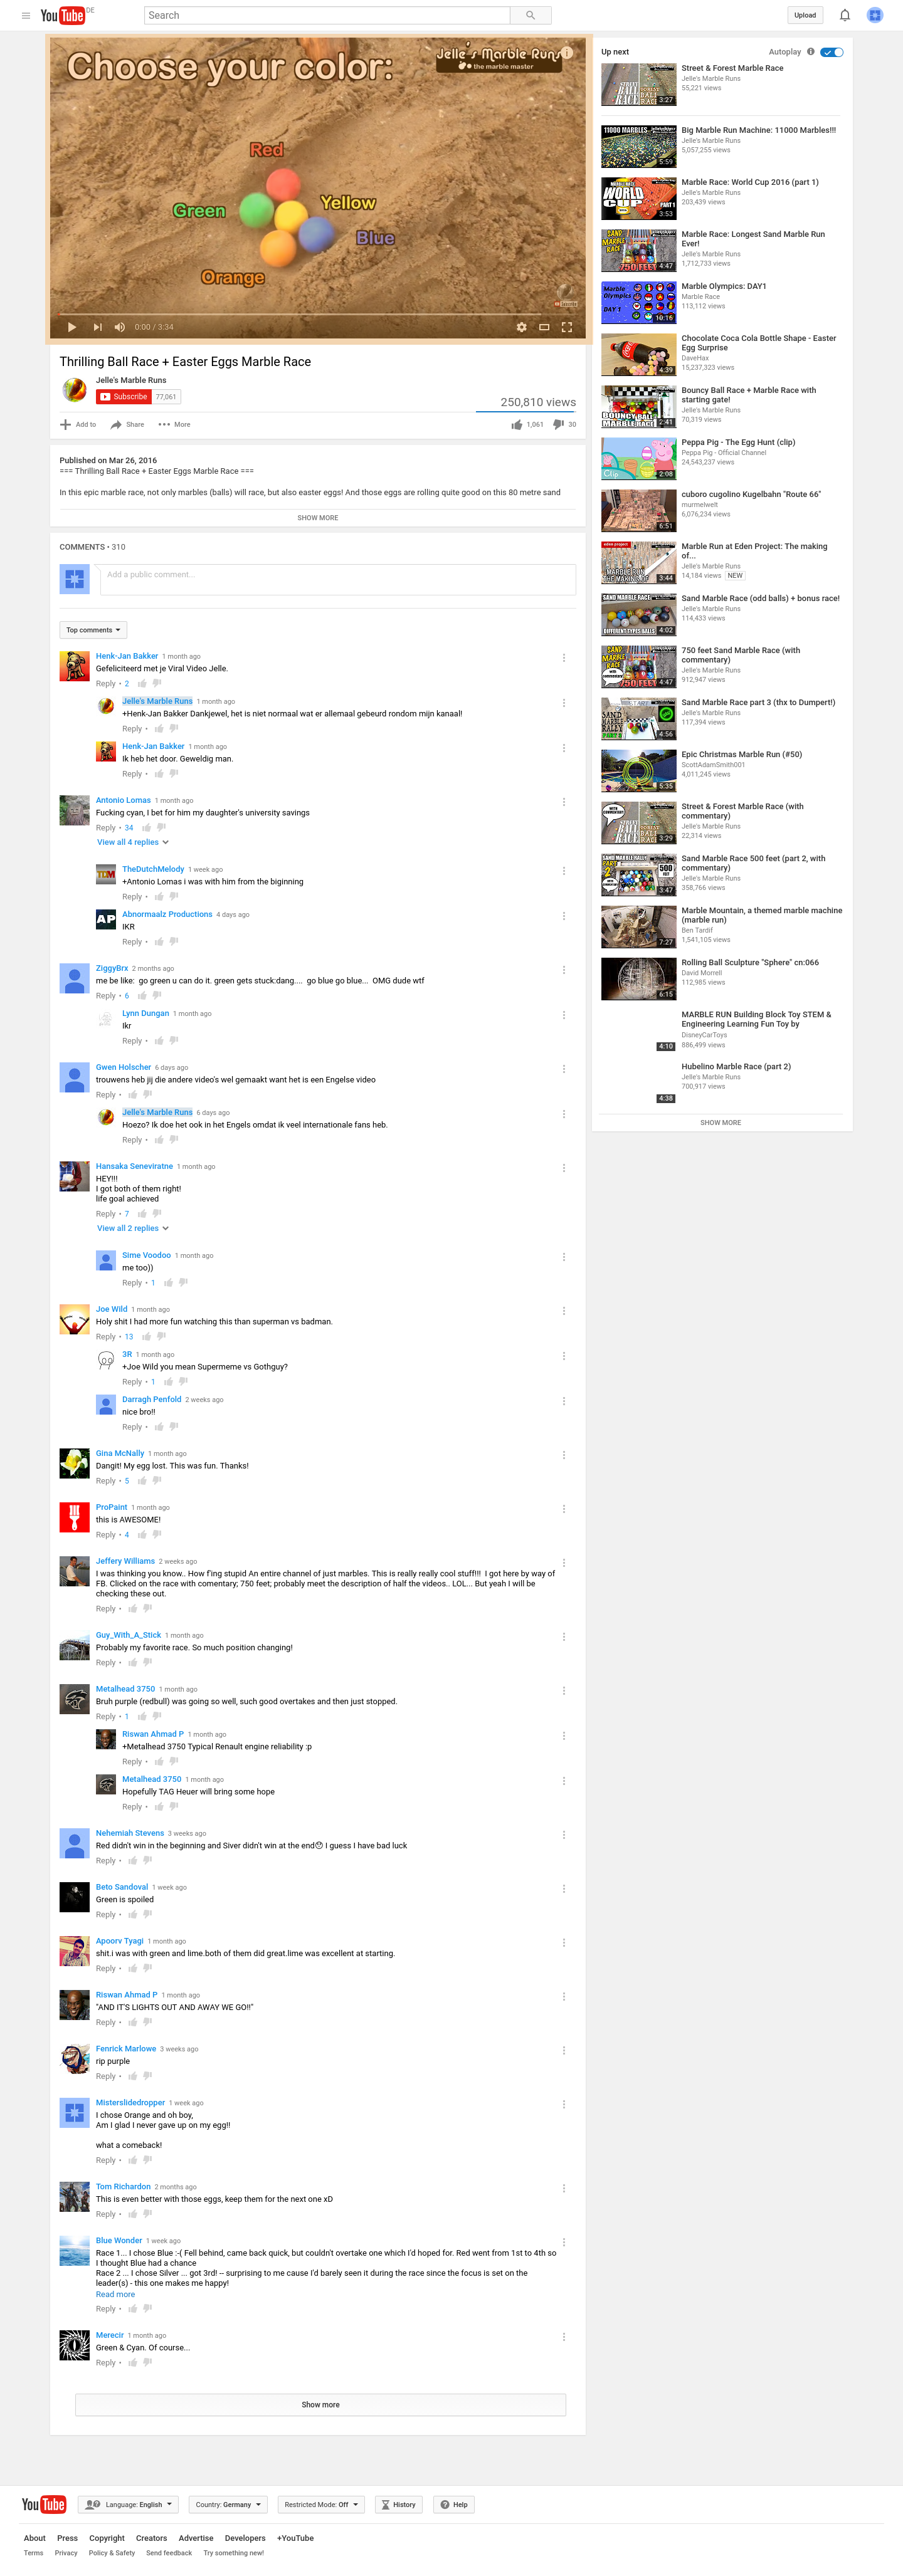 YouTube DE
Search
Upload
Choose your color:
Jelle's Marble Runs
the marble master
Red
Green
Yellow
Blue
Orange
0:00 / 3:34
Thrilling Ball Race + Easter Eggs Marble Race
Jelle's Marble Runs
Subscribe 77,061
250,810 views
Add to Share More 1,061 30
Published on Mar 26, 2016
=== Thrilling Ball Race + Easter Eggs Marble Race ===
In this epic marble race, not only marbles (balls) will race, but also easter eggs! And those eggs are rolling quite good on this 80 metre sand
SHOW MORE
COMMENTS • 310
Add a public comment...
Top comments
Henk-Jan Bakker 1 month ago
Gefeliciteerd met je Viral Video Jelle.
Reply • 2
Jelle's Marble Runs 1 month ago
+Henk-Jan Bakker Dankjewel, het is niet normaal wat er allemaal gebeurd rondom mijn kanaal!
Reply •
Henk-Jan Bakker 1 month ago
Ik heb het door. Geweldig man.
Reply •
Antonio Lomas 1 month ago
Fucking cyan, I bet for him my daughter's university savings
Reply • 34
View all 4 replies
TheDutchMelody 1 week ago
+Antonio Lomas i was with him from the biginning
Reply •
AP
Abnormaalz Productions 4 days ago
IKR
Reply •
ZiggyBrx 2 months ago
me be like: go green u can do it. green gets stuck:dang.... go blue go blue... OMG dude wtf
Reply • 6
Lynn Dungan 1 month ago
Ikr
Reply •
Gwen Holscher 6 days ago
trouwens heb jij die andere video's wel gemaakt want het is een Engelse video
Reply •
Jelle's Marble Runs 6 days ago
Hoezo? Ik doe het ook in het Engels omdat ik veel internationale fans heb.
Reply •
Hansaka Seneviratne 1 month ago
HEY!!!
I got both of them right!
life goal achieved
Reply • 7
View all 2 replies
Sime Voodoo 1 month ago
me too))
Reply • 1
Joe Wild 1 month ago
Holy shit I had more fun watching this than superman vs badman.
Reply • 13
3R 1 month ago
+Joe Wild you mean Supermeme vs Gothguy?
Reply • 1
Darragh Penfold 2 weeks ago
nice bro!!
Reply •
Gina McNally 1 month ago
Dangit! My egg lost. This was fun. Thanks!
Reply • 5
ProPaint 1 month ago
this is AWESOME!
Reply • 4
Jeffery Williams 2 weeks ago
I was thinking you know.. How f'ing stupid An entire channel of just marbles. This is really really cool stuff!!! I got here by way of
FB. Clicked on the race with comentary; 750 feet; probably meet the description of half the videos.. LOL... But yeah I will be
checking these out.
Reply •
Guy_With_A_Stick 1 month ago
Probably my favorite race. So much position changing!
Reply •
Metalhead 3750 1 month ago
Bruh purple (redbull) was going so well, such good overtakes and then just stopped.
Reply • 1
Riswan Ahmad P 1 month ago
+Metalhead 3750 Typical Renault engine reliability :p
Reply •
Metalhead 3750 1 month ago
Hopefully TAG Heuer will bring some hope
Reply •
Nehemiah Stevens 3 weeks ago
Red didn't win in the beginning and Siver didn't win at the end😞 I guess I have bad luck
Reply •
Beto Sandoval 1 week ago
Green is spoiled
Reply •
Apoorv Tyagi 1 month ago
shit.i was with green and lime.both of them did great.lime was excellent at starting.
Reply •
Riswan Ahmad P 1 month ago
"AND IT'S LIGHTS OUT AND AWAY WE GO!!"
Reply •
Fenrick Marlowe 3 weeks ago
rip purple
Reply •
Misterslidedropper 1 week ago
I chose Orange and oh boy,
Am I glad I never gave up on my egg!!
what a comeback!
Reply •
Tom Richardon 2 months ago
This is even better with those eggs, keep them for the next one xD
Reply •
Blue Wonder 1 week ago
Race 1... I chose Blue :-( Fell behind, came back quick, but couldn't overtake one which I'd hoped for. Red went from 1st to 4th so
I thought Blue had a chance
Race 2 ... I chose Silver ... got 3rd! -- surprising to me cause I'd barely seen it during the race since the focus is set on the
leader(s) - this one makes me happy!
Read more
Reply •
Merecir 1 month ago
Green & Cyan. Of course...
Reply •
Show more
Up next Autoplay
Street & Forest Marble Race
Jelle's Marble Runs
55,221 views
3:27
Big Marble Run Machine: 11000 Marbles!!!
Jelle's Marble Runs
5,057,255 views
11000 MARBLES
5:59
Marble Race: World Cup 2016 (part 1)
Jelle's Marble Runs
203,439 views
WORLD CUP
PART 1
3:53
Marble Race: Longest Sand Marble Run
Ever!
Jelle's Marble Runs
1,712,733 views
SAND MARBLE RACE
750 FEET
4:47
Marble Olympics: DAY1
Marble Race
113,112 views
Marble Olympics
DAY 1
10:16
Chocolate Coca Cola Bottle Shape - Easter
Egg Surprise
DaveHax
15,237,323 views
4:39
Bouncy Ball Race + Marble Race with
starting gate!
Jelle's Marble Runs
70,319 views
BOUNCY BALL
MARBLE RACE
2:41
Peppa Pig - The Egg Hunt (clip)
Peppa Pig - Official Channel
24,543,237 views
Clip
2:08
cuboro cugolino Kugelbahn "Route 66"
murmelwelt
6,076,234 views
6:51
Marble Run at Eden Project: The making
of...
Jelle's Marble Runs
14,184 views NEW
eden project
MARBLE RUN
THE MAKING OF
3:44
Sand Marble Race (odd balls) + bonus race!
Jelle's Marble Runs
114,433 views
SAND MARBLE RACE
DIFFERENT TYPES BALLS
4:02
750 feet Sand Marble Race (with
commentary)
Jelle's Marble Runs
912,947 views
SAND MARBLE RACE
750 FEET
4:47
Sand Marble Race part 3 (thx to Dumpert!)
Jelle's Marble Runs
117,394 views
4:56
Epic Christmas Marble Run (#50)
ScottAdamSmith001
4,011,245 views
5:35
Street & Forest Marble Race (with
commentary)
Jelle's Marble Runs
22,314 views
3:29
Sand Marble Race 500 feet (part 2, with
commentary)
Jelle's Marble Runs
358,766 views
SAND MARBLE RALLY
PART 2
500 FEET
3:47
Marble Mountain, a themed marble machine
(marble run)
Ben Tardif
1,541,105 views
7:27
Rolling Ball Sculpture "Sphere" cn:066
David Morrell
112,985 views
6:15
MARBLE RUN Building Block Toy STEM &
Engineering Learning Fun Toy by
DisneyCarToys
886,499 views
4:10
Hubelino Marble Race (part 2)
Jelle's Marble Runs
700,917 views
4:38
SHOW MORE
YouTube
Language: English
Country: Germany
Restricted Mode: Off
History
Help
About Press Copyright Creators Advertise Developers +YouTube
Terms Privacy Policy & Safety Send feedback Try something new!